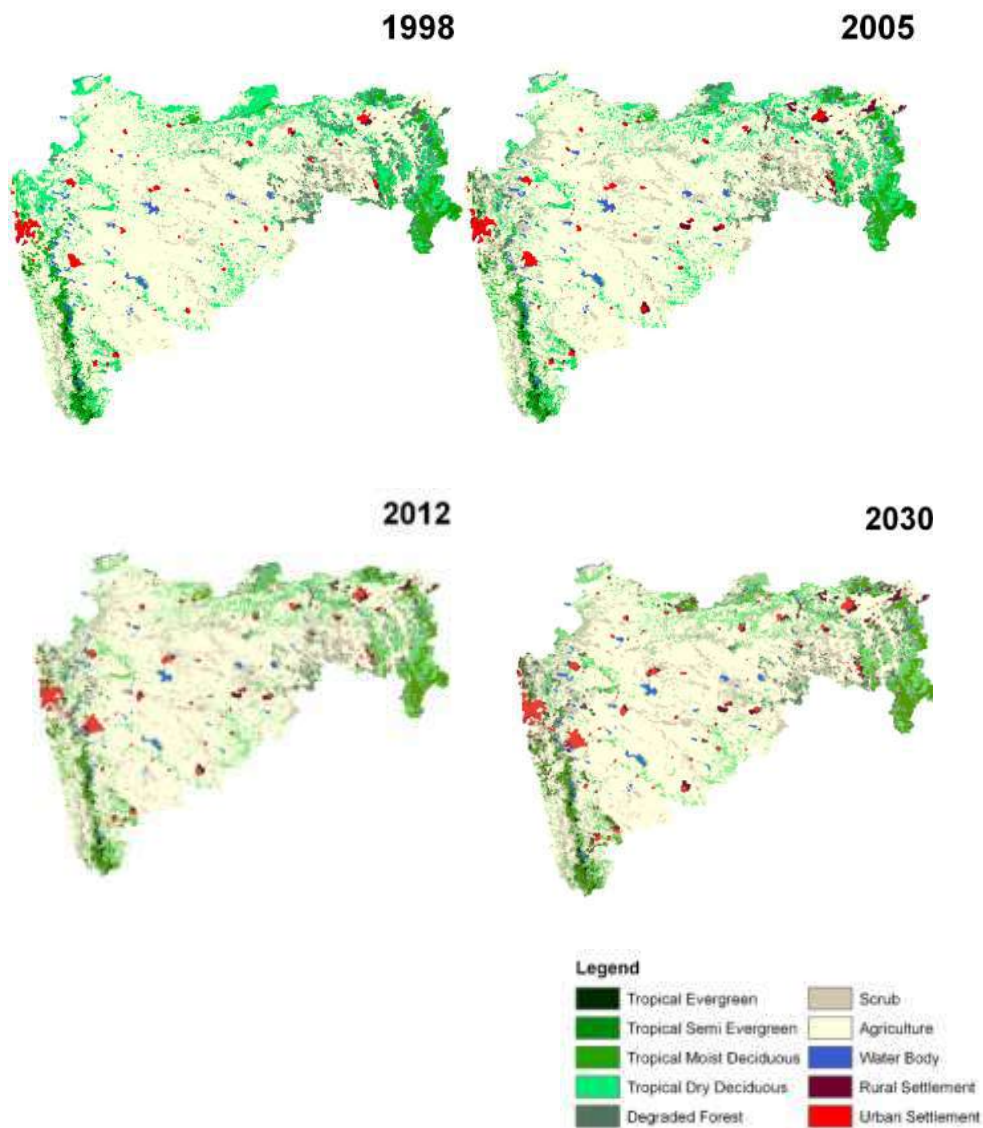 1998
2005
2012
2030
Legend
Tropical Evergreen
Tropical Semi Evergreen
Tropical Moist Deciduous
Tropical Dry Deciduous
Degraded Forest
Scrub
Agriculture
Water Body
Rural Settlement
Urban Settlement